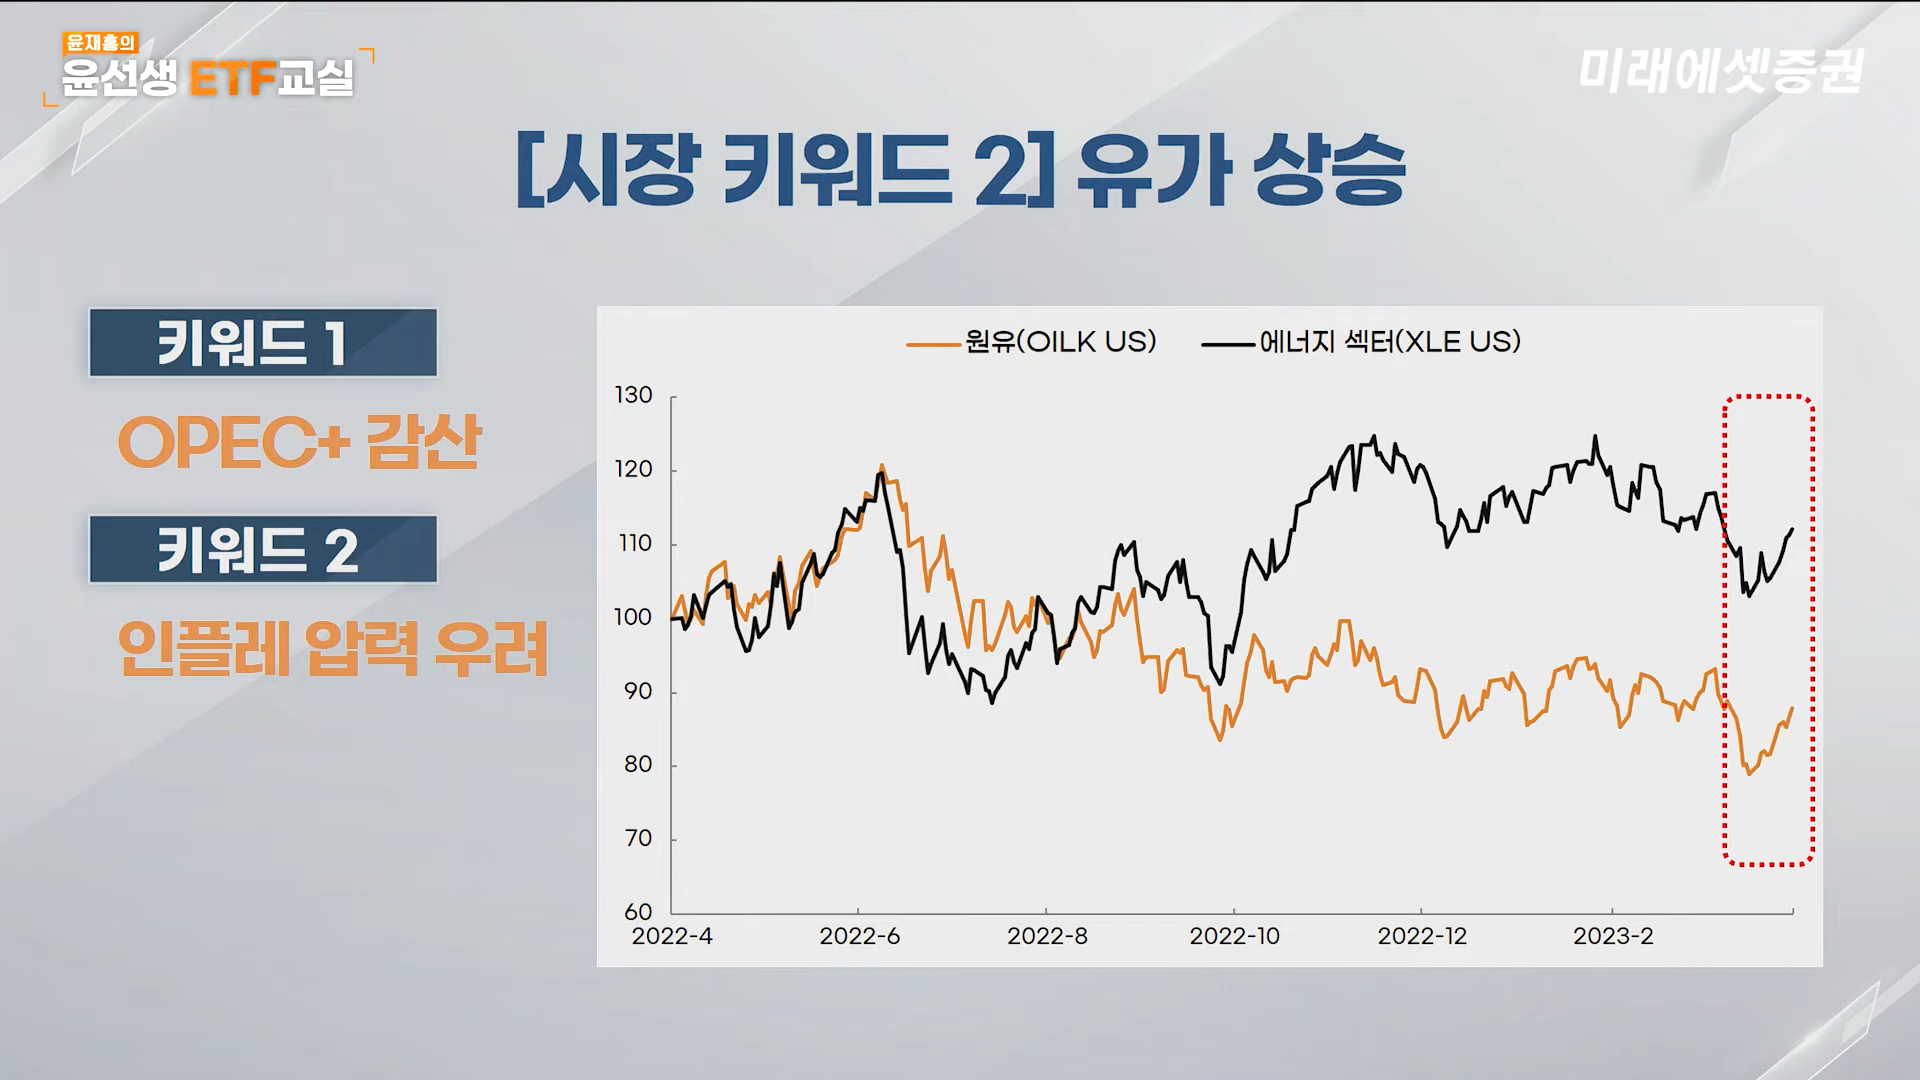 윤재홍의
윤선생 ETF교실
미래에셋증권
[시장 키워드 2] 유가 상승
키워드 1
OPEC+ 감산
키워드 2
인플레 압력 우려
원유(OILK US) 에너지 섹터(XLE US)
130
120
110
100
90
80
70
60
2022-4 2022-6 2022-8 2022-10 2022-12 2023-2